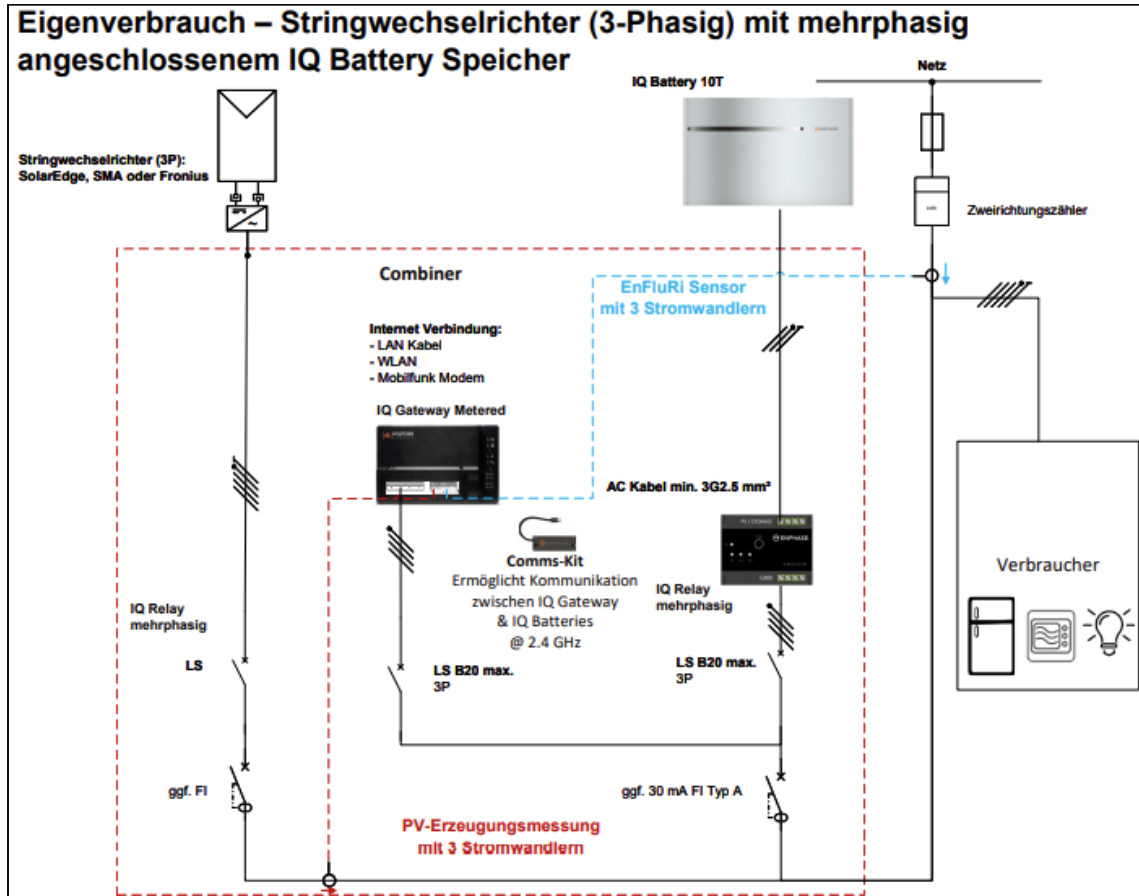 Eigenverbrauch – Stringwechselrichter (3-Phasig) mit mehrphasig
angeschlossenem IQ Battery Speicher
Netz
IQ Battery 10T
ENPHASE
Stringwechselrichter (3P):
SolarEdge, SMA oder Fronius
Zweirichtungszähler
Combiner
EnFluRi Sensor
mit 3 Stromwandlern
Internet Verbindung:
- LAN Kabel
- WLAN
- Mobilfunk Modem
IQ Gateway Metered
AC Kabel min. 3G2.5 mm²
PV / STORAGE
ENPHASE
GRID
Comms-Kit
Ermöglicht Kommunikation
zwischen IQ Gateway
& IQ Batteries
@ 2.4 GHz
IQ Relay
mehrphasig
Verbraucher
IQ Relay
mehrphasig
LS
LS B20 max.
3P
LS B20 max.
3P
ggf. FI
ggf. 30 mA FI Typ A
PV-Erzeugungsmessung
mit 3 Stromwandlern